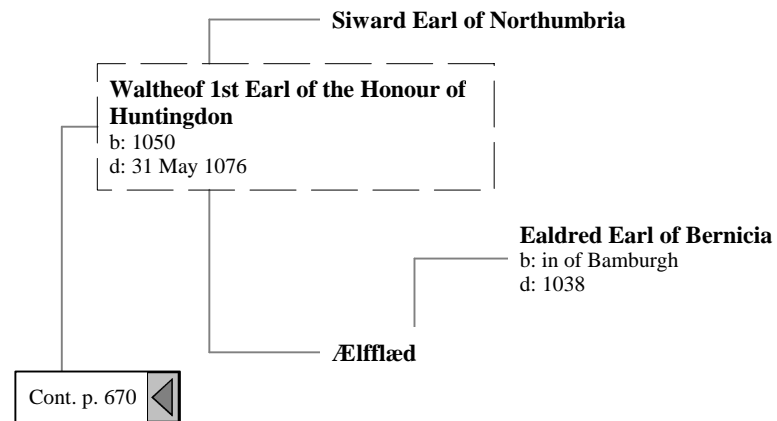 Siward Earl of Northumbria
Waltheof 1st Earl of the Honour of
Huntingdon
b: 1050
d: 31 May 1076
Ealdred Earl of Bernicia
b: in of Bamburgh
d: 1038
Ælfflæd
Cont. p. 670